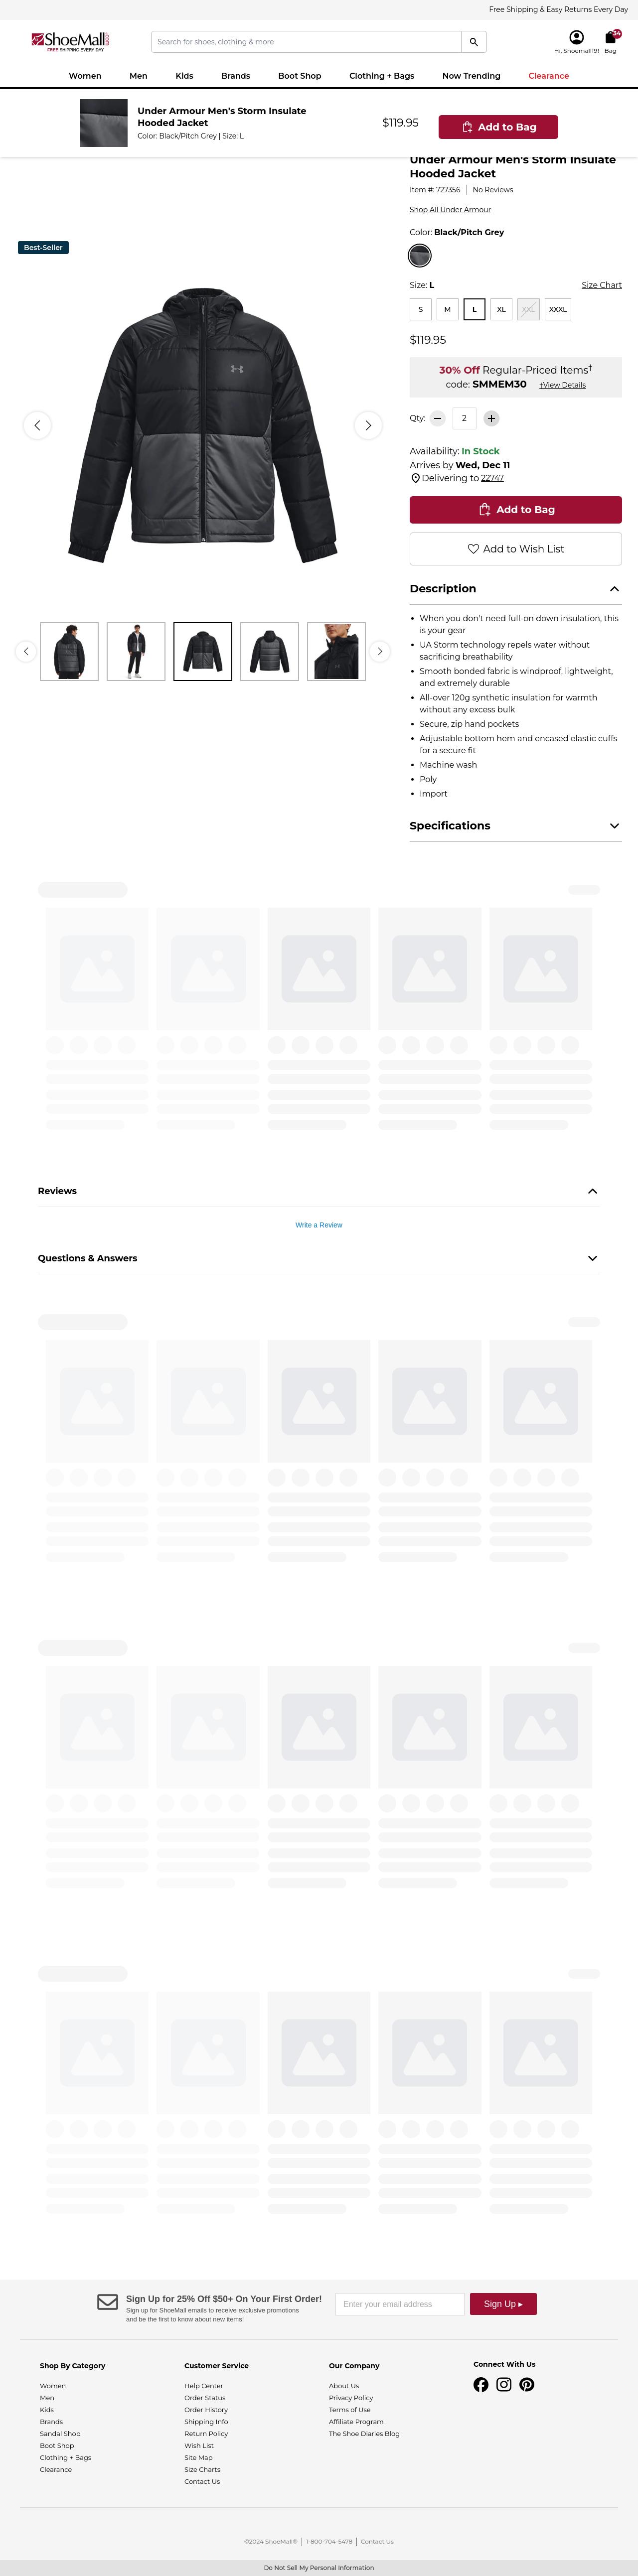 Free Shipping & Easy Returns Every Day
ShoeMall
FREE SHIPPING EVERY DAY
Search for shoes, clothing & more
Hi, Shoemall19!
34
Bag
Women
Men
Kids
Brands
Boot Shop
Clothing + Bags
Now Trending
Clearance
Under Armour Men's Storm Insulate
Hooded Jacket
Color: Black/Pitch Grey | Size: L
$119.95
Add to Bag
Under Armour Men's Storm Insulate
Hooded Jacket
Item #: 727356 | No Reviews
Shop All Under Armour
Best-Seller
Color: Black/Pitch Grey
Size: L
Size Chart
S
M
L
XL
XXL
XXXL
$119.95
30% Off Regular-Priced Items†
code: SMMEM30 †View Details
Qty:
2
Availability: In Stock
Arrives by Wed, Dec 11
Delivering to 22747
Add to Bag
Add to Wish List
Description
• When you don't need full-on down insulation, this
is your gear
• UA Storm technology repels water without
sacrificing breathability
• Smooth bonded fabric is windproof, lightweight,
and extremely durable
• All-over 120g synthetic insulation for warmth
without any excess bulk
• Secure, zip hand pockets
• Adjustable bottom hem and encased elastic cuffs
for a secure fit
• Machine wash
• Poly
• Import
Specifications
Reviews
Write a Review
Questions & Answers
Sign Up for 25% Off $50+ On Your First Order!
Sign up for ShoeMall emails to receive exclusive promotions
and be the first to know about new items!
Enter your email address
Sign Up ▸
Shop By Category
Women
Men
Kids
Brands
Sandal Shop
Boot Shop
Clothing + Bags
Clearance
Customer Service
Help Center
Order Status
Order History
Shipping Info
Return Policy
Wish List
Site Map
Size Charts
Contact Us
Our Company
About Us
Privacy Policy
Terms of Use
Affiliate Program
The Shoe Diaries Blog
Connect With Us
©2024 ShoeMall® | 1-800-704-5478 | Contact Us
Do Not Sell My Personal Information